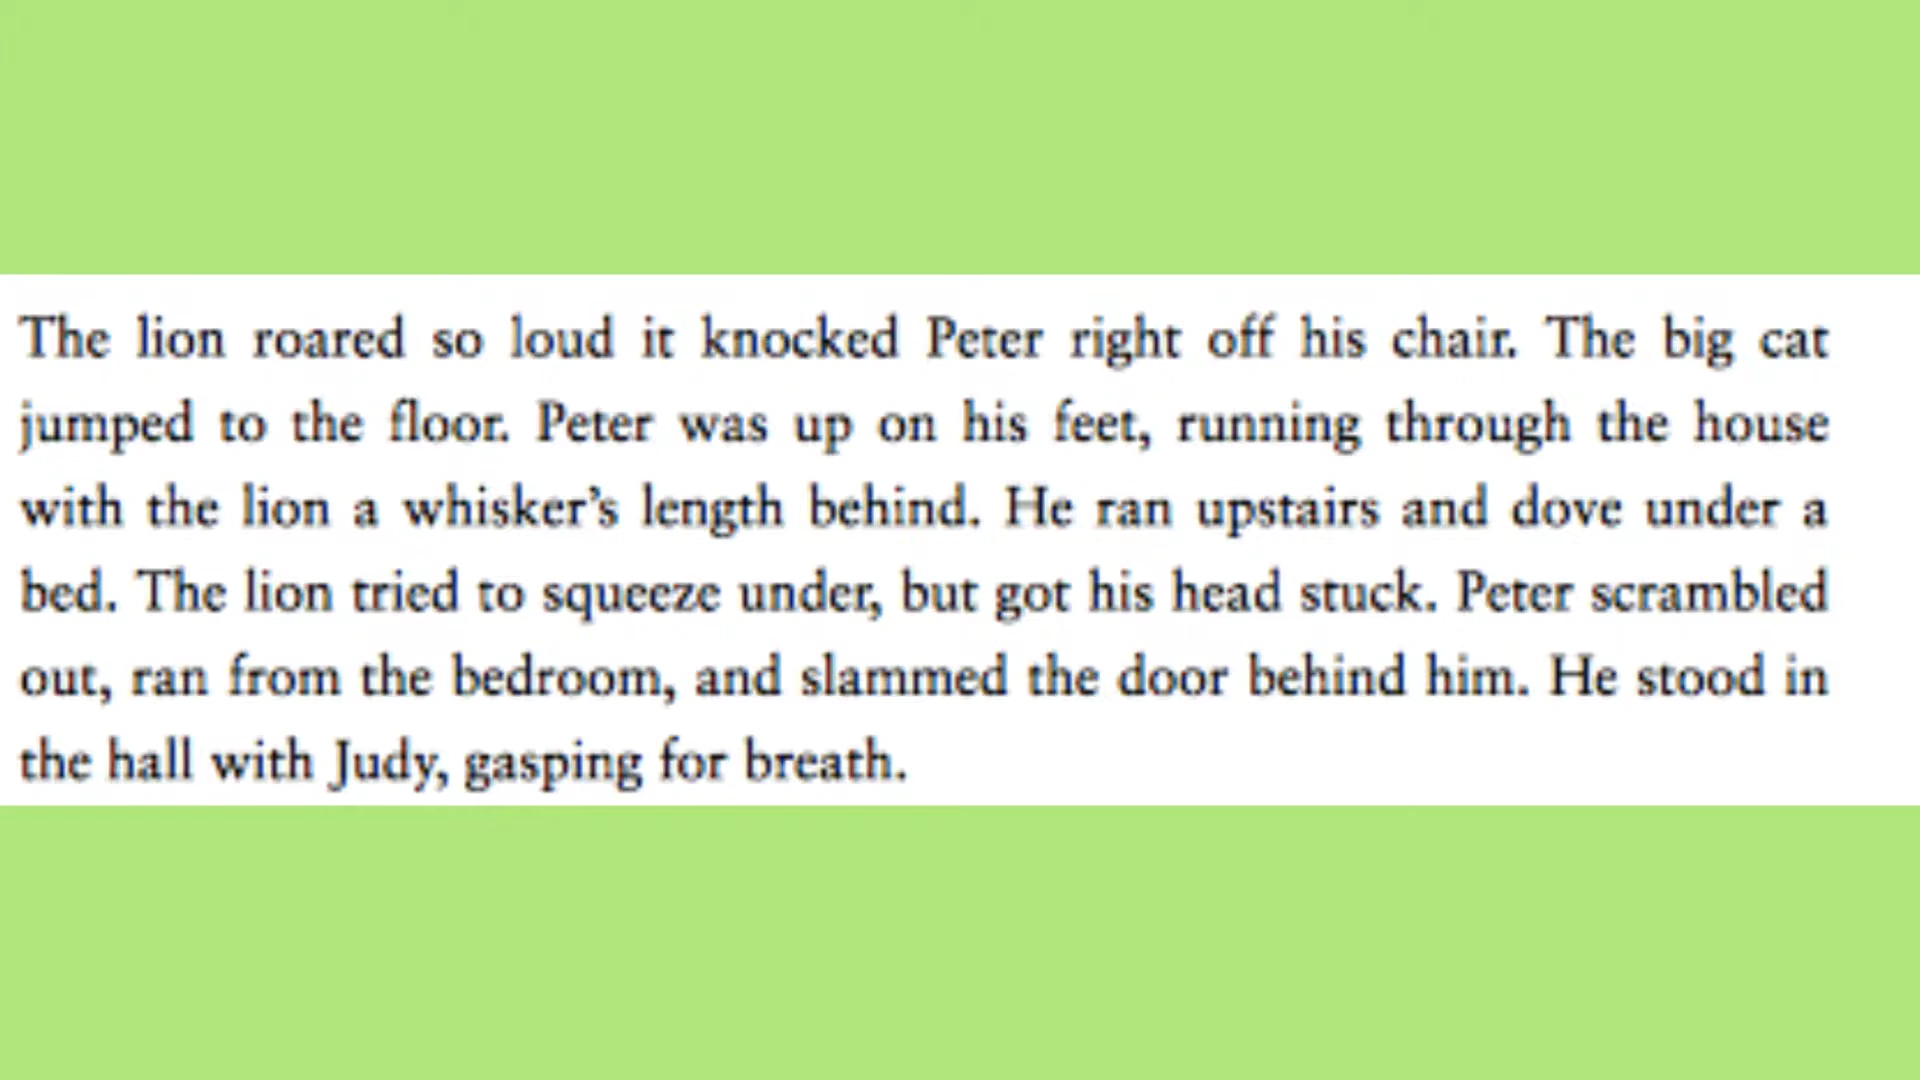 The lion roared so loud it knocked Peter right off his chair. The big cat
jumped to the floor. Peter was up on his feet, running through the house
with the lion a whisker’s length behind. He ran upstairs and dove under a
bed. The lion tried to squeeze under, but got his head stuck. Peter scrambled
out, ran from the bedroom, and slammed the door behind him. He stood in
the hall with Judy, gasping for breath.